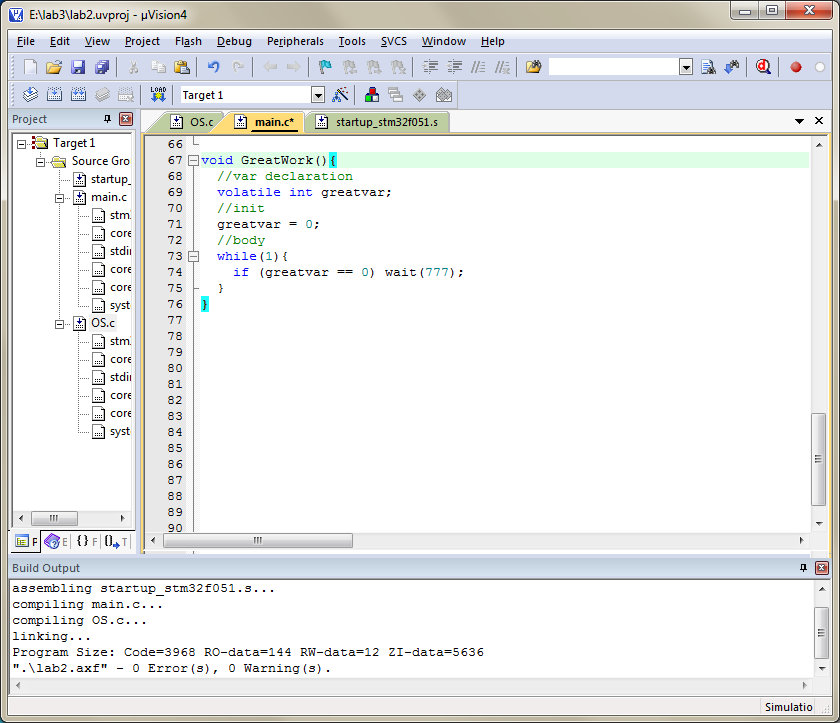 E:\lab3\lab2.uvproj - µVision4
File Edit View Project Flash Debug Peripherals Tools SVCS Window Help
LOAD Target 1
Project
OS.c main.c* startup_stm32f051.s
Target 1
Source Gro
startup_
main.c
stm
core
stdi
core
core
syst
OS.c
stm
core
stdi
core
core
syst
F E {} F 0 T
66
67 void GreatWork(){
68 //var declaration
69 volatile int greatvar;
70 //init
71 greatvar = 0;
72 //body
73 while(1){
74 if (greatvar == 0) wait(777);
75 }
76 }
77
78
79
80
81
82
83
84
85
86
87
88
89
90
Build Output
assembling startup_stm32f051.s...
compiling main.c...
compiling OS.c...
linking...
Program Size: Code=3968 RO-data=144 RW-data=12 ZI-data=5636
".\lab2.axf" - 0 Error(s), 0 Warning(s).
Simulatio